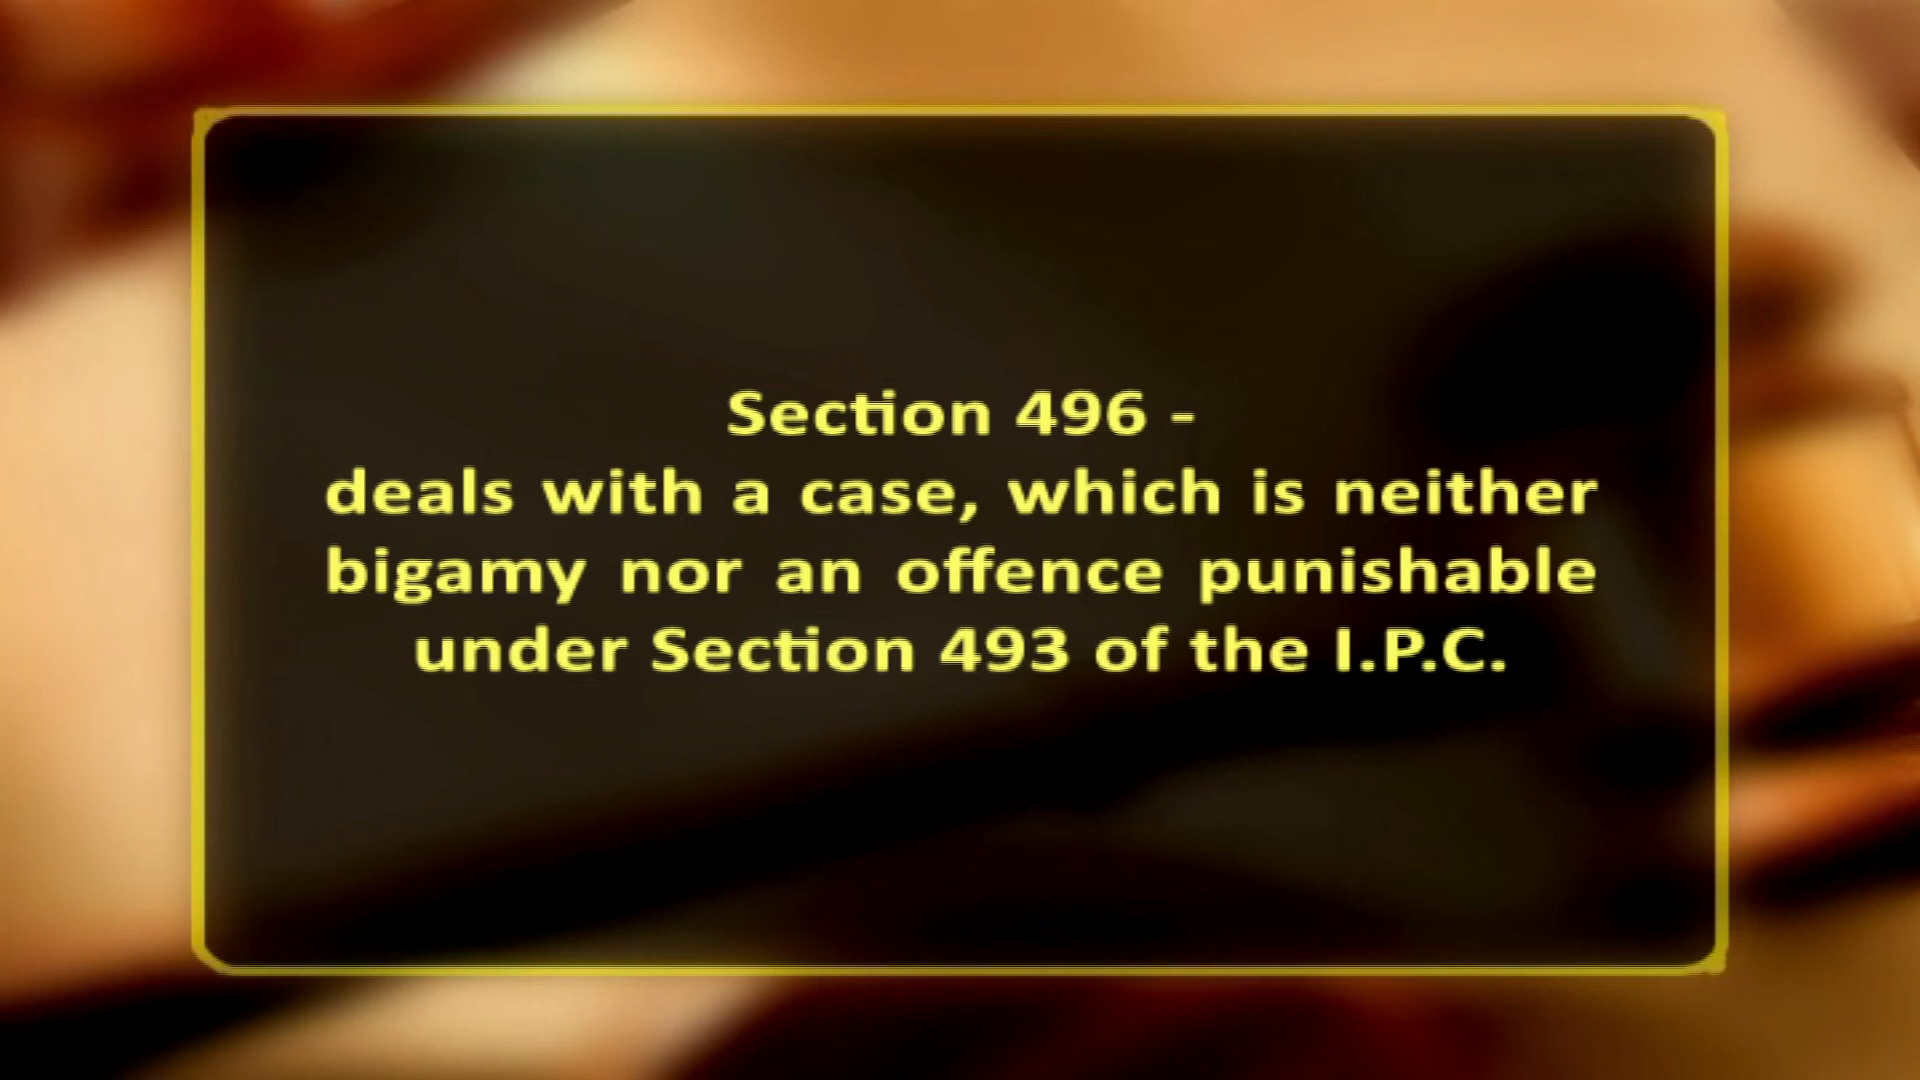 Section 496 -
deals with a case, which is neither
bigamy nor an offence punishable
under Section 493 of the I.P.C.